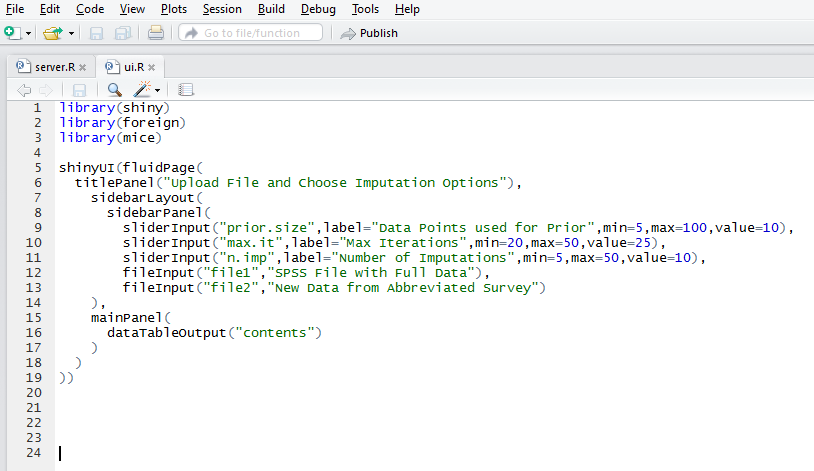 File Edit Code View Plots Session Build Debug Tools Help
Go to file/function Publish
server.R ui.R
1 library(shiny)
2 library(foreign)
3 library(mice)
4
5 shinyUI(fluidPage(
6 titlePanel("Upload File and Choose Imputation Options"),
7 sidebarLayout(
8 sidebarPanel(
9 sliderInput("prior.size",label="Data Points used for Prior",min=5,max=100,value=10),
10 sliderInput("max.it",label="Max Iterations",min=20,max=50,value=25),
11 sliderInput("n.imp",label="Number of Imputations",min=5,max=50,value=10),
12 fileInput("file1","SPSS File with Full Data"),
13 fileInput("file2","New Data from Abbreviated Survey")
14 ),
15 mainPanel(
16 dataTableOutput("contents")
17 )
18 )
19 ))
20
21
22
23
24